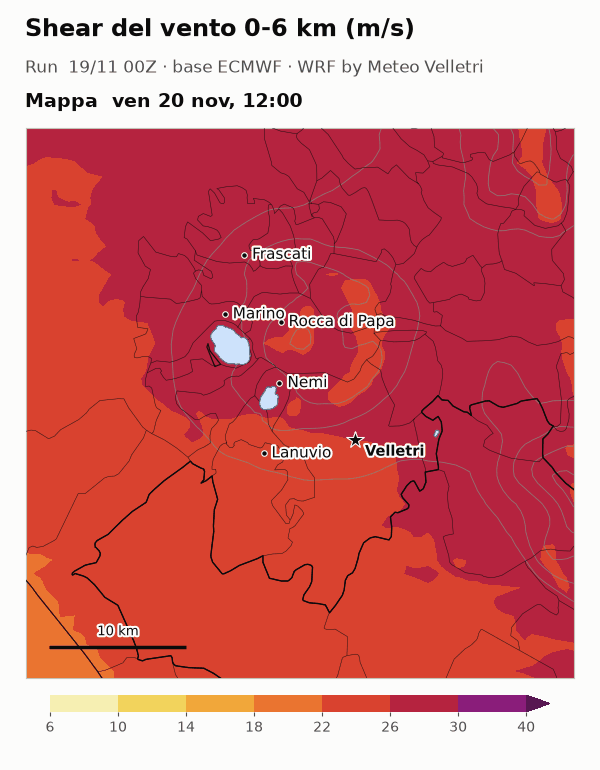 Shear del vento 0-6 km (m/s)
Run  19/11 00Z · base ECMWF · WRF by Meteo Velletri
Mappa  ven 20 nov, 12:00
Frascati
Marino
Rocca di Papa
Nemi
Lanuvio
Velletri
10 km
6 10 14 18 22 26 30 40